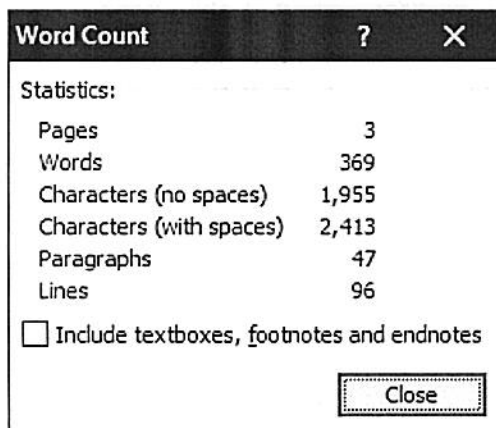 Word Count ? X
Statistics:
Pages 3
Words 369
Characters (no spaces) 1,955
Characters (with spaces) 2,413
Paragraphs 47
Lines 96
Include textboxes, footnotes and endnotes
Close